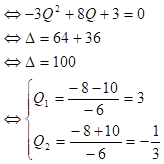 ⇔ -3Q² + 8Q + 3 = 0
⇔ Δ = 64 + 36
⇔ Δ = 100
⇔ { Q₁ = (-8-10)/(-6) = 3
Q₂ = (-8+10)/(-6) = -1/3